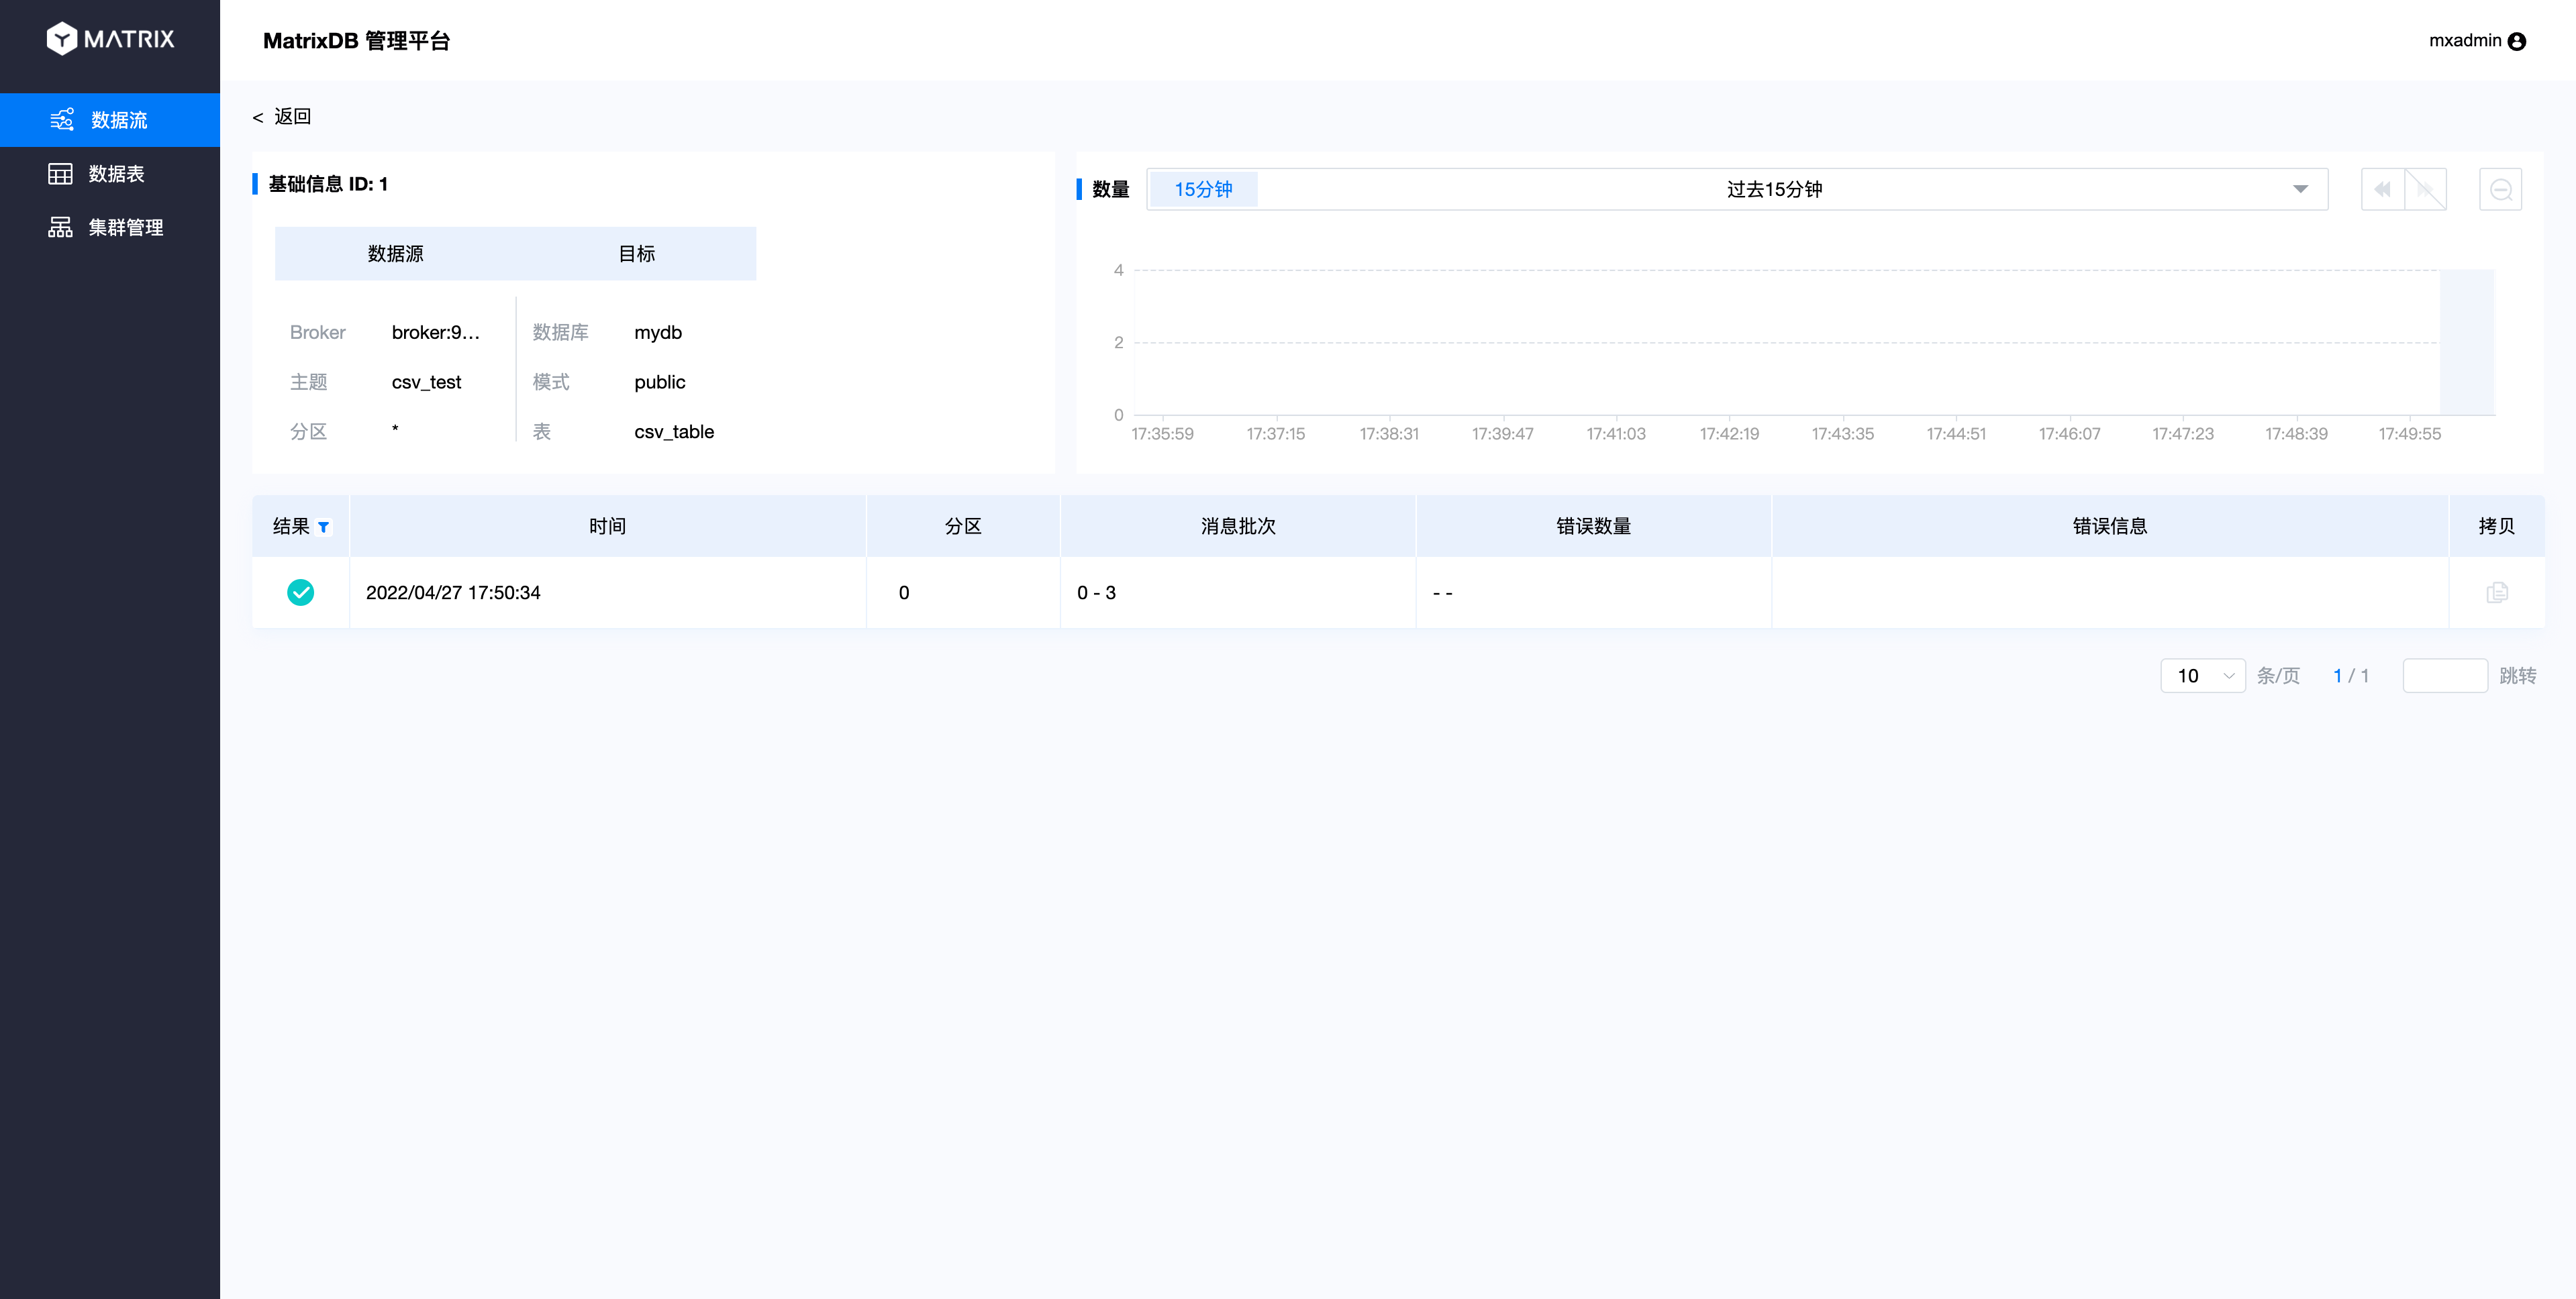 MATRIX
MatrixDB 管理平台
mxadmin
数据流
数据表
集群管理
< 返回
基础信息 ID: 1
数据源 目标
Broker broker:9... 数据库 mydb
主题 csv_test 模式 public
分区 * 表 csv_table
数量 15分钟 过去15分钟
4
2
0
17:35:59 17:37:15 17:38:31 17:39:47 17:41:03 17:42:19 17:43:35 17:44:51 17:46:07 17:47:23 17:48:39 17:49:55
结果 时间 分区 消息批次 错误数量 错误信息 拷贝
2022/04/27 17:50:34 0 0 - 3 - -
10 条/页 1 / 1 跳转